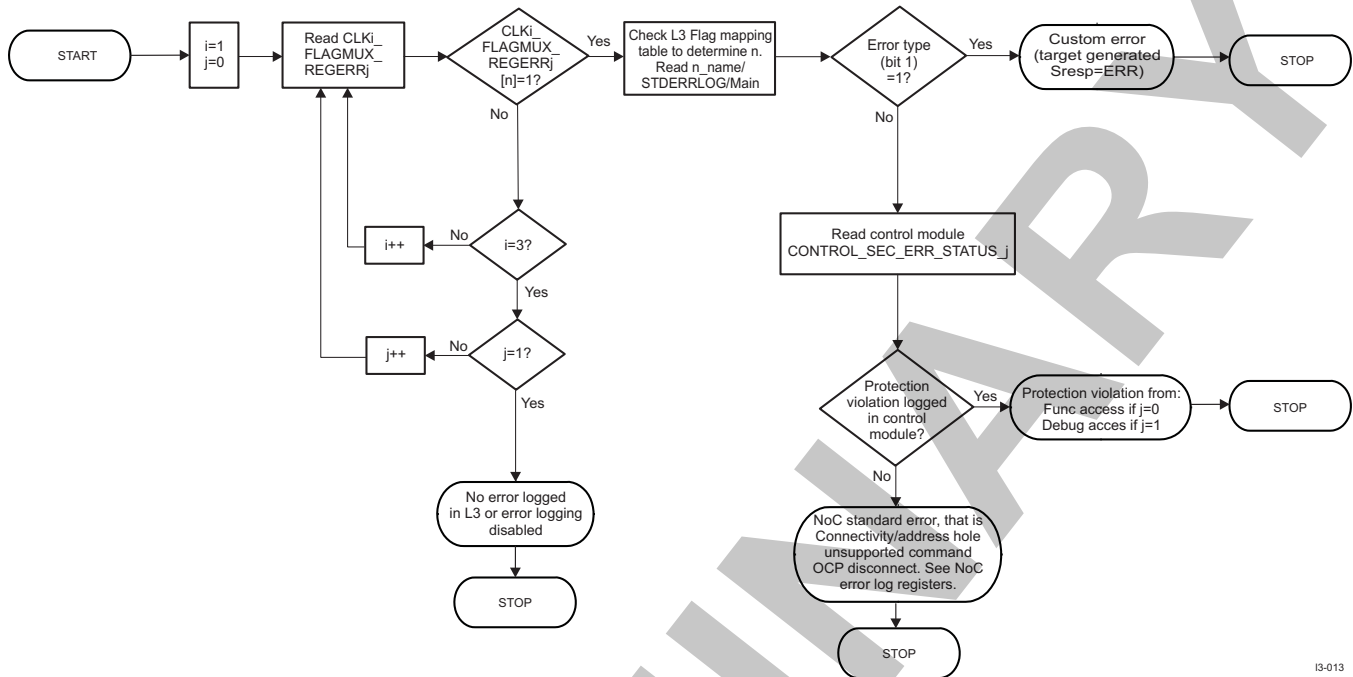 START
i=1
j=0
Read CLKi_
FLAGMUX_
REGERRj
CLKi_
FLAGMUX_
REGERRj
[n]=1?
Yes
Check L3 Flag mapping
table to determine n.
Read n_name/
STDERRLOG/Main
Error type
(bit 1)
=1?
Yes
Custom error
(target generated
Sresp=ERR)
STOP
No
No
i=3?
No
i++
Yes
j=1?
No
j++
Yes
No error logged
in L3 or error logging
disabled
STOP
Read control module
CONTROL_SEC_ERR_STATUS_j
Protection
violation logged
in control
module?
Yes
Protection violation from:
Func access if j=0
Debug acces if j=1
STOP
No
NoC standard error, that is
Connectivity/address hole
unsupported command
OCP disconnect. See NoC
error log registers.
STOP
l3-013